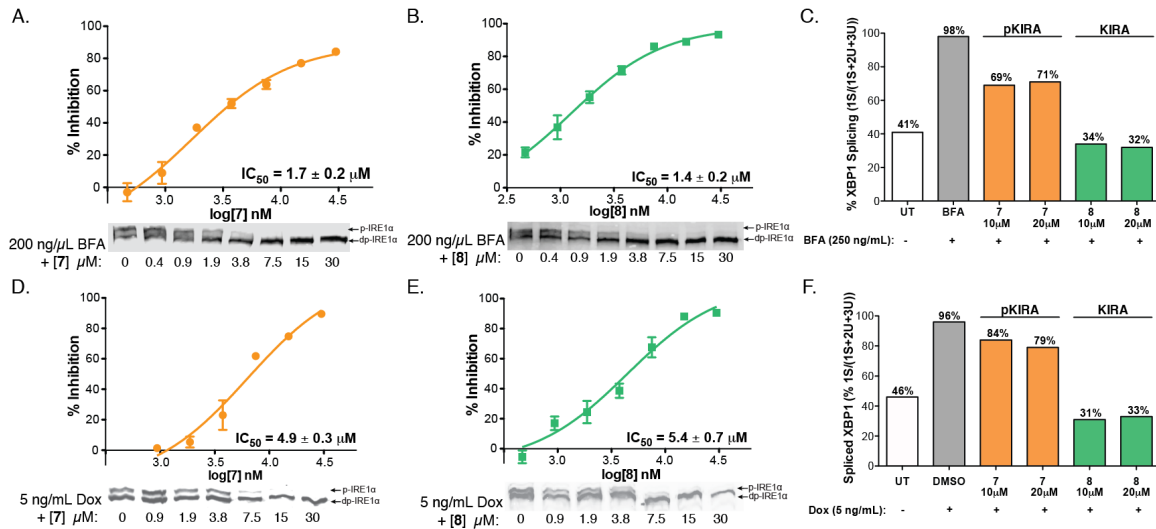 A.
% Inhibition
100
80
60
40
20
0
3.0 3.5 4.0 4.5
IC50 = 1.7 ± 0.2 µM
log[7] nM
p-IRE1α
dp-IRE1α
200 ng/µL BFA
+ [7] µM: 0 0.4 0.9 1.9 3.8 7.5 15 30
B.
% Inhibition
100
80
60
40
20
0
2.5 3.0 3.5 4.0 4.5
IC50 = 1.4 ± 0.2 µM
log[8] nM
p-IRE1α
dp-IRE1α
200 ng/µL BFA
+ [8] µM: 0 0.4 0.9 1.9 3.8 7.5 15 30
C.
% XBP1 Splicing (1S/(1S+2U+3U))
100
80
60
40
20
0
pKIRA KIRA
41% 98% 69% 71% 34% 32%
UT BFA 7 7 8 8
10µM 20µM 10µM 20µM
BFA (250 ng/mL): - + + + + +
D.
% Inhibition
100
80
60
40
20
0
3.0 3.5 4.0 4.5
IC50 = 4.9 ± 0.3 µM
log[7] nM
p-IRE1α
dp-IRE1α
5 ng/mL Dox
+ [7] µM: 0 0.9 1.9 3.8 7.5 15 30
E.
% Inhibition
100
80
60
40
20
0
3.0 3.5 4.0 4.5
IC50 = 5.4 ± 0.7 µM
log[8] nM
p-IRE1α
dp-IRE1α
5 ng/mL Dox
+ [8] µM: 0 0.9 1.9 3.8 7.5 15 30
F.
Spliced XBP1 (% 1S/(1S+2U+3U))
100
80
60
40
20
0
pKIRA KIRA
46% 96% 84% 79% 31% 33%
UT DMSO 7 7 8 8
10µM 20µM 10µM 20µM
Dox (5 ng/mL): - + + + + +